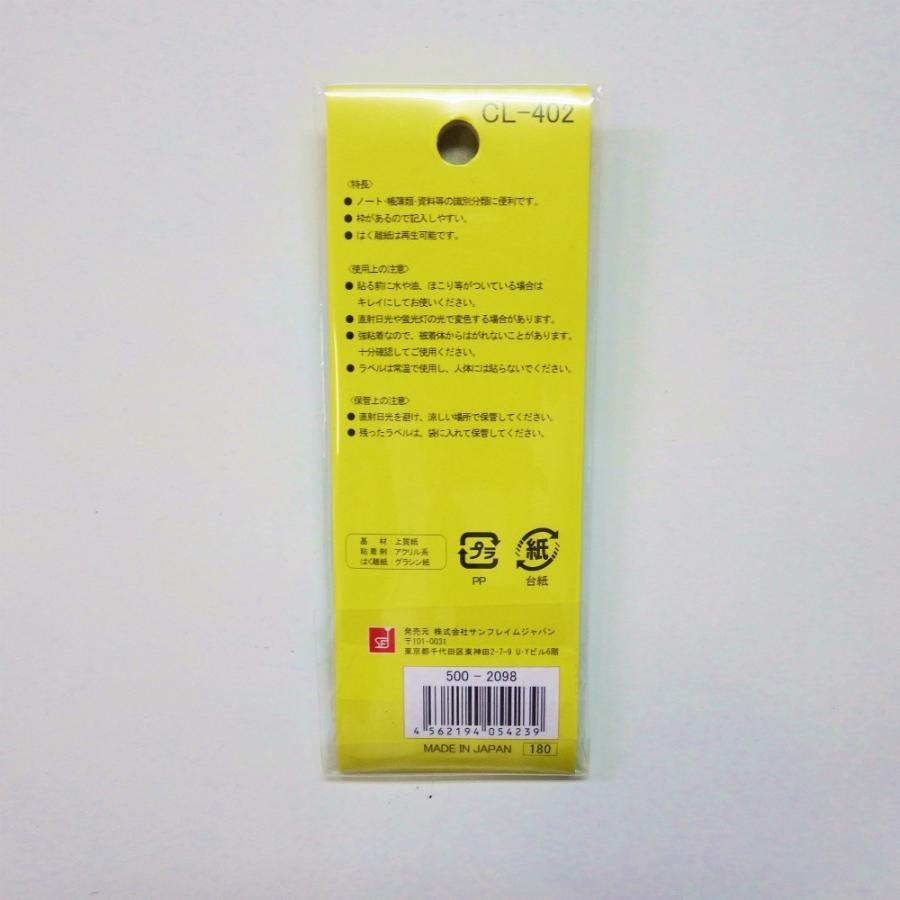 CL-402
〈特長〉
● ノート・帳簿類・資料等の識別分類に便利です。
● 枠があるので記入しやすい。
● はく離紙は再生可能です。
〈使用上の注意〉
● 貼る前に水や油、ほこり等がついている場合は
キレイにしてお使いください。
● 直射日光や蛍光灯の光で変色する場合があります。
● 強粘着なので、被着体からはがれないことがあります。
十分確認してご使用ください。
● ラベルは常温で使用し、人体には貼らないでください。
〈保管上の注意〉
● 直射日光を避け、涼しい場所で保管してください。
● 残ったラベルは、袋に入れて保管してください。
基材:上質紙
粘着剤:アクリル系
はく離紙:グラシン紙
プラ
PP
紙
台紙
SFJ
発売元 株式会社サンフレイムジャパン
〒101-0031
東京都千代田区東神田2-7-9 U・Yビル6階
500-2098
4 562194 054239
MADE IN JAPAN 180